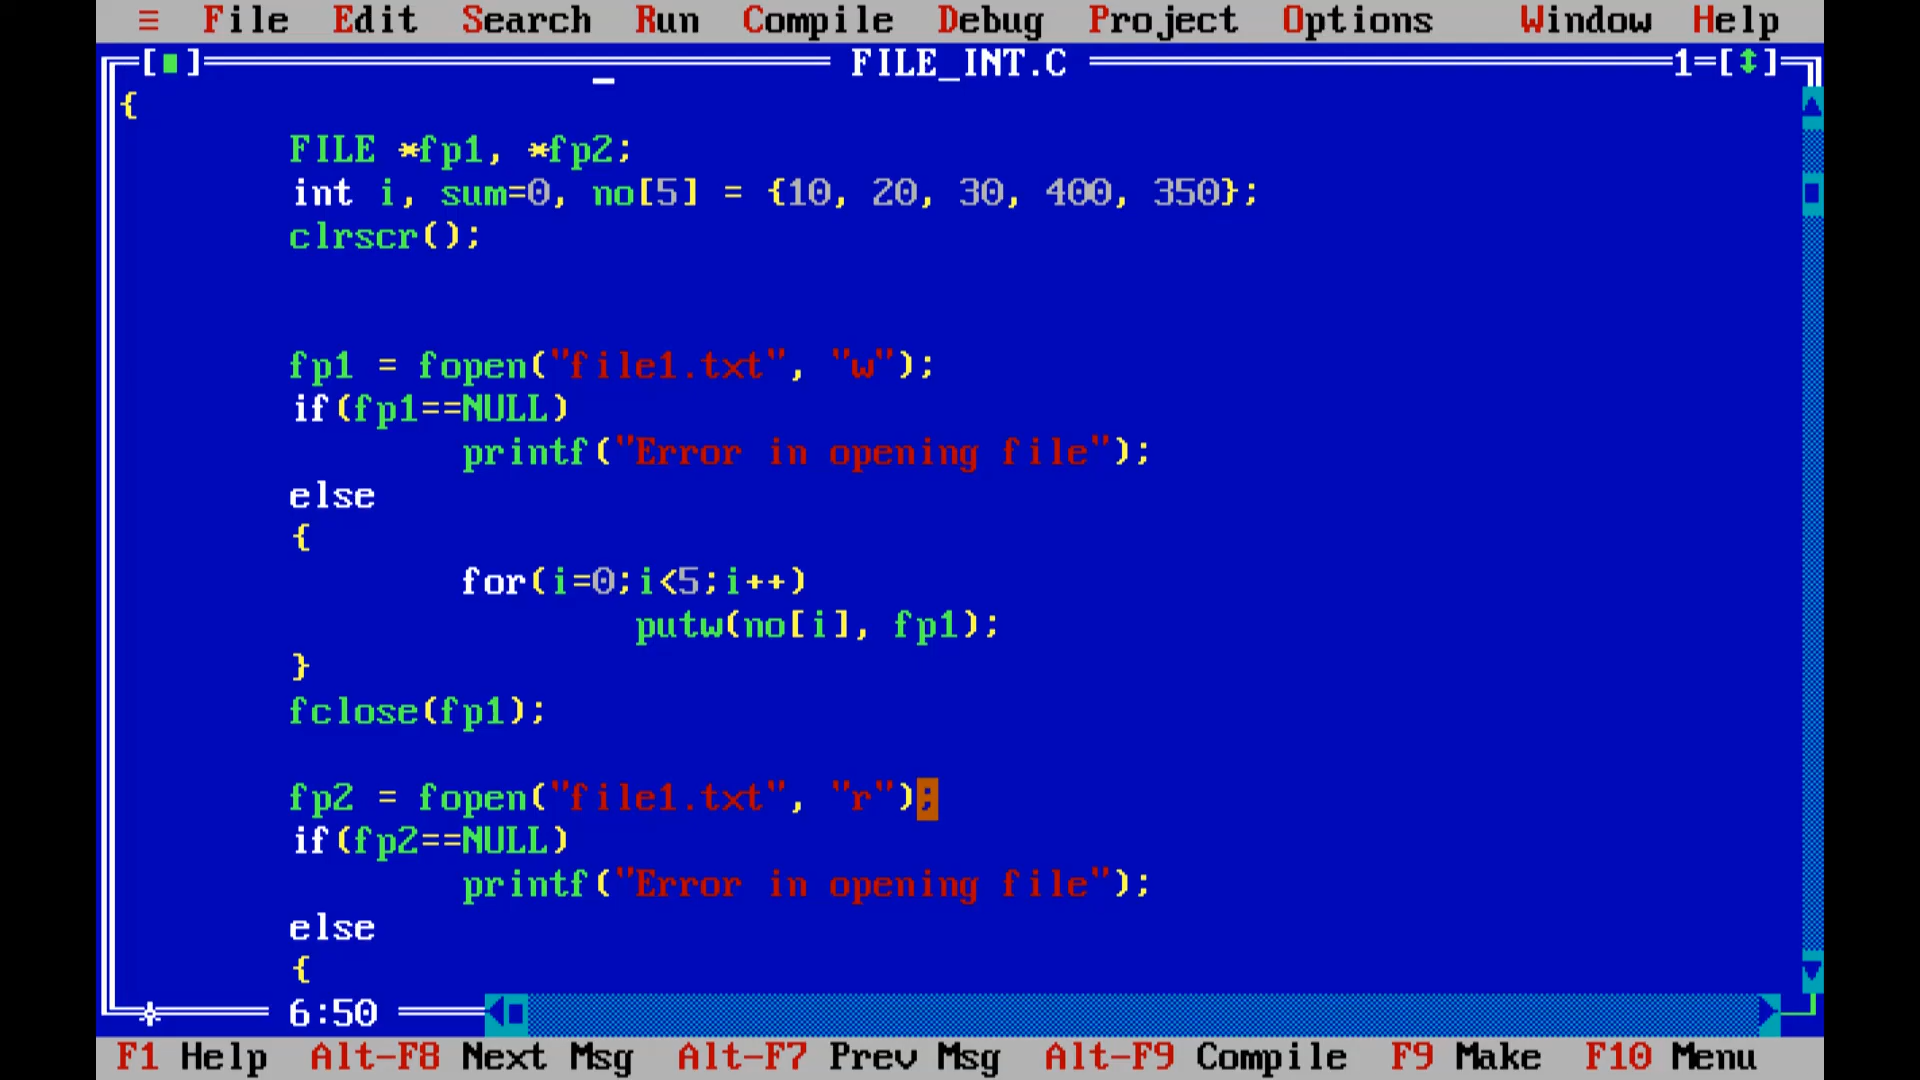 ≡ File Edit Search Run Compile Debug Project Options Window Help
[■] FILE_INT.C 1=[↕]
{
FILE *fp1, *fp2;
int i, sum=0, no[5] = {10, 20, 30, 400, 350};
clrscr();
fp1 = fopen("file1.txt", "w");
if(fp1==NULL)
printf("Error in opening file");
else
{
for(i=0;i<5;i++)
putw(no[i], fp1);
}
fclose(fp1);
fp2 = fopen("file1.txt", "r");
if(fp2==NULL)
printf("Error in opening file");
else
{
6:50
F1 Help Alt-F8 Next Msg Alt-F7 Prev Msg Alt-F9 Compile F9 Make F10 Menu